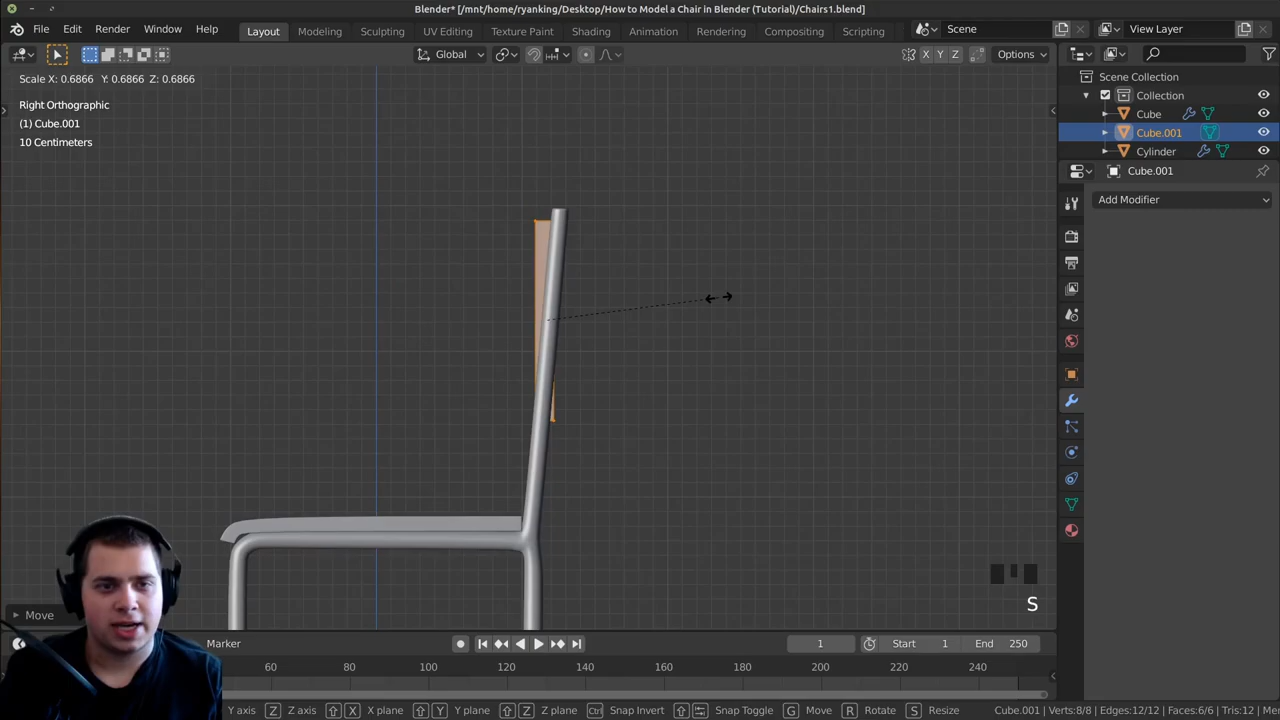 Blender* [/mnt/home/ryanking/Desktop/How to Model a Chair in Blender (Tutorial)/Chairs1.blend]
File Edit Render Window Help Layout Modeling Sculpting UV Editing Texture Paint Shading Animation Rendering Compositing Scripting Scene View Layer
Global X Y Z Options
Scale X: 0.6866 Y: 0.6866 Z: 0.6866
Right Orthographic
(1) Cube.001
10 Centimeters
Scene Collection
Collection
Cube
Cube.001
Cylinder
Cube.001
Add Modifier
S
Move
Marker 1 Start 1 End 250
60 80 100 120 140 160 180 200 220 240
Y axis Z Z axis X X plane Y Y plane Z Z plane Ctrl Snap Invert Snap Toggle G Move R Rotate S Resize Cube.001 | Verts:8/8 | Edges:12/12 | Faces:6/6 | Tris:12 | Me